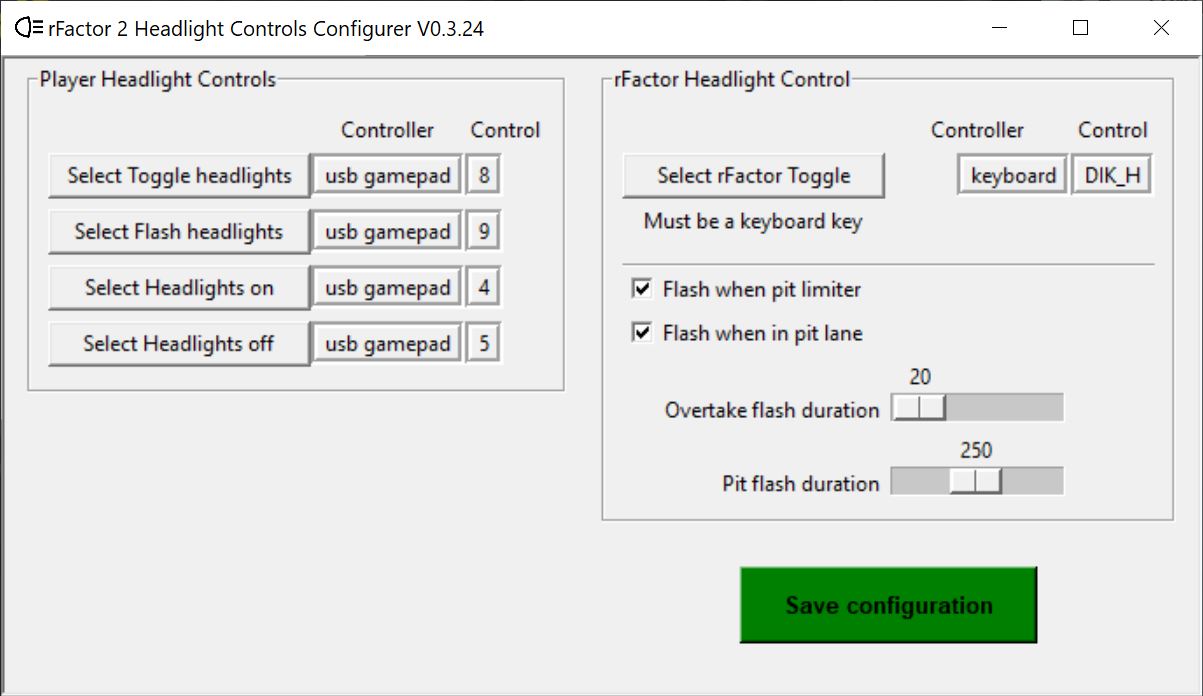 rFactor 2 Headlight Controls Configurer V0.3.24
Player Headlight Controls
Controller Control
Select Toggle headlights usb gamepad 8
Select Flash headlights usb gamepad 9
Select Headlights on usb gamepad 4
Select Headlights off usb gamepad 5
rFactor Headlight Control
Controller Control
Select rFactor Toggle keyboard DIK_H
Must be a keyboard key
Flash when pit limiter
Flash when in pit lane
20
Overtake flash duration
250
Pit flash duration
Save configuration